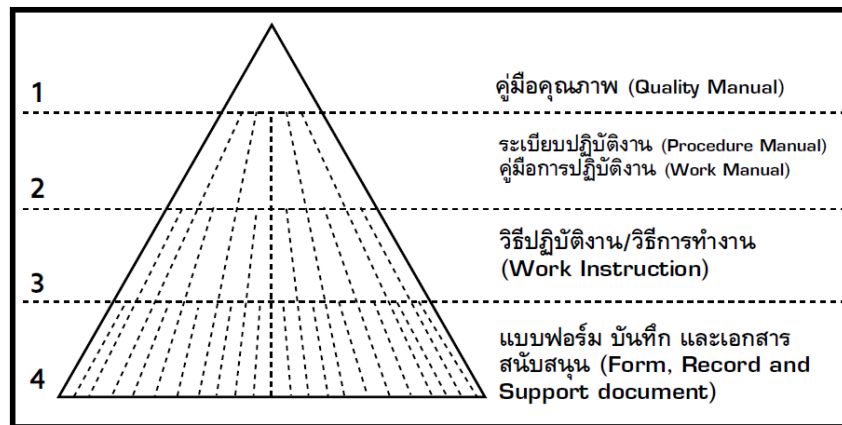 1
คู่มือคุณภาพ (Quality Manual)
ระเบียบปฏิบัติงาน (Procedure Manual)
คู่มือการปฏิบัติงาน (Work Manual)
2
วิธีปฏิบัติงาน/วิธีการทำงาน
(Work Instruction)
3
แบบฟอร์ม บันทึก และเอกสาร
สนับสนุน (Form, Record and
Support document)
4